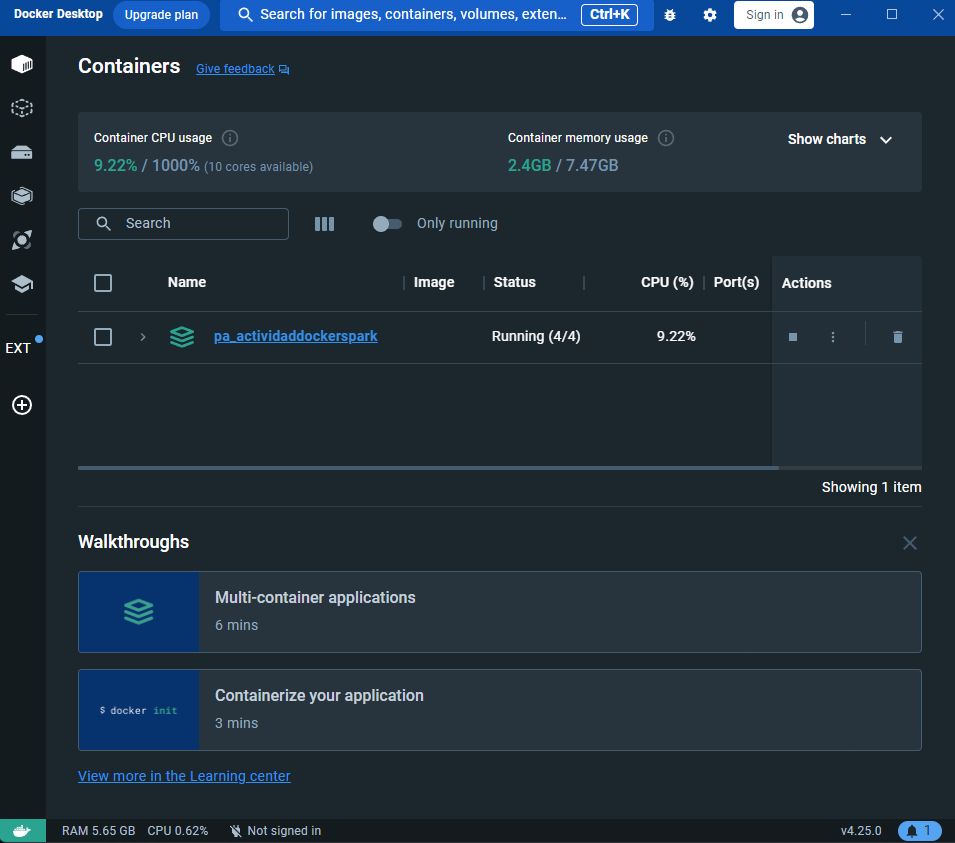 Docker Desktop Upgrade plan Search for images, containers, volumes, exten... Ctrl+K Sign in
Containers Give feedback
Container CPU usage Container memory usage Show charts
9.22% / 1000% (10 cores available) 2.4GB / 7.47GB
Search Only running
Name Image Status CPU (%) Port(s) Actions
pa_actividaddockerspark Running (4/4) 9.22%
EXT
Showing 1 item
Walkthroughs
Multi-container applications
6 mins
$ docker init
Containerize your application
3 mins
View more in the Learning center
RAM 5.65 GB CPU 0.62% Not signed in v4.25.0 1